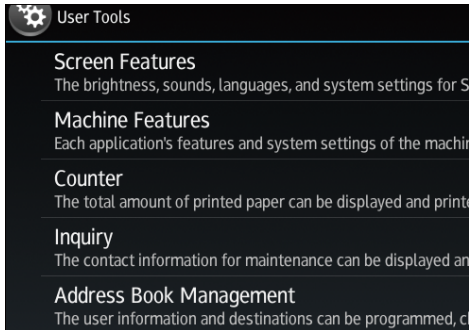 User Tools
Screen Features
The brightness, sounds, languages, and system settings for S
Machine Features
Each application's features and system settings of the machin
Counter
The total amount of printed paper can be displayed and printe
Inquiry
The contact information for maintenance can be displayed an
Address Book Management
The user information and destinations can be programmed, c